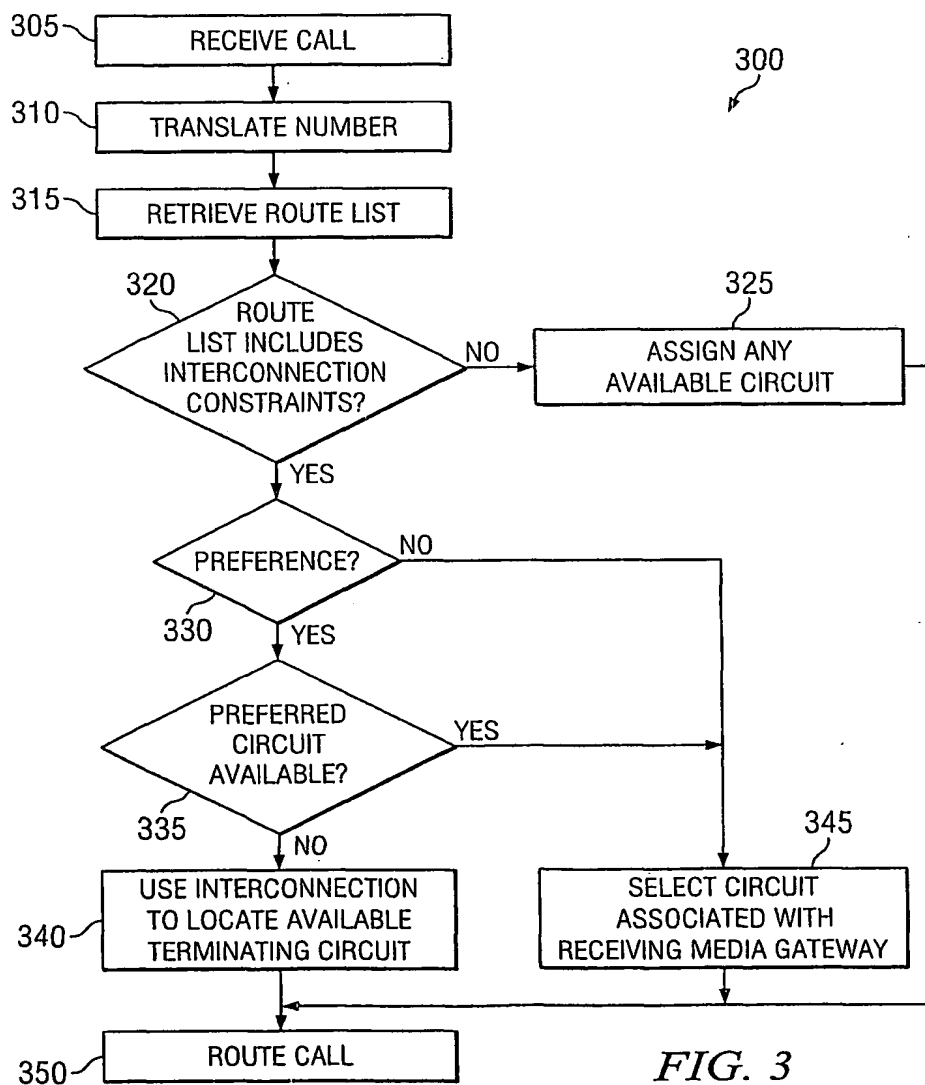 305
RECEIVE CALL
300
310
TRANSLATE NUMBER
315
RETRIEVE ROUTE LIST
320
ROUTE
LIST INCLUDES
INTERCONNECTION
CONSTRAINTS?
NO
325
ASSIGN ANY
AVAILABLE CIRCUIT
YES
PREFERENCE?
NO
330
YES
PREFERRED
CIRCUIT
AVAILABLE?
YES
335
NO
340
USE INTERCONNECTION
TO LOCATE AVAILABLE
TERMINATING CIRCUIT
345
SELECT CIRCUIT
ASSOCIATED WITH
RECEIVING MEDIA GATEWAY
350
ROUTE CALL
FIG. 3